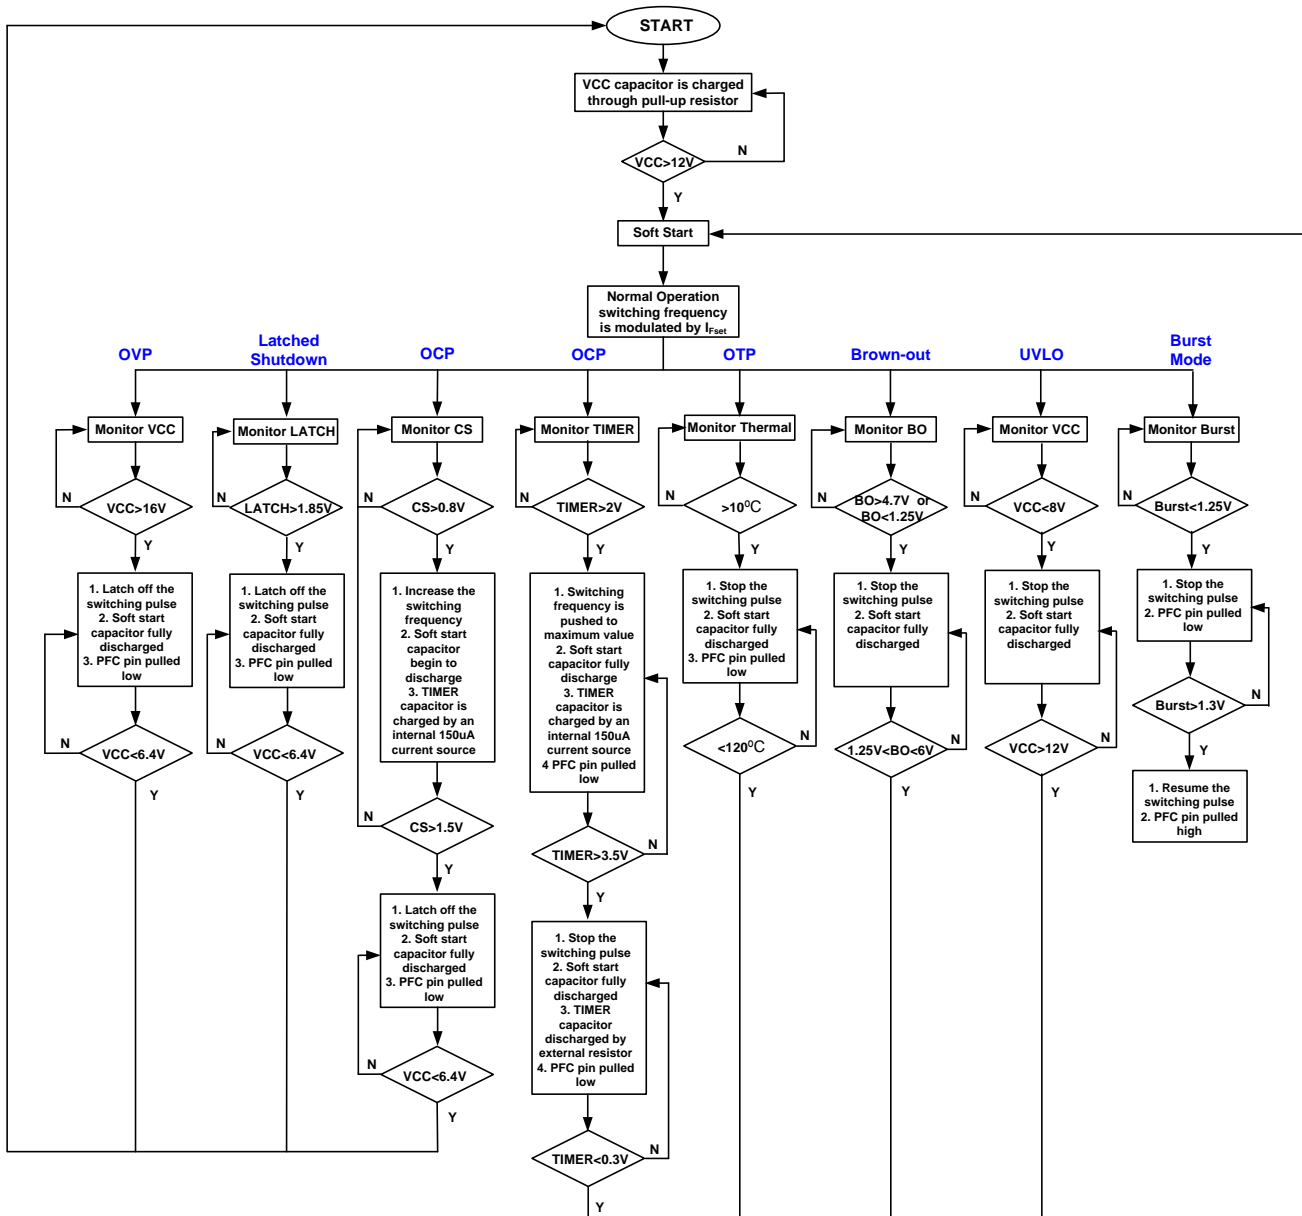 START
VCC capacitor is charged
through pull-up resistor
VCC>12V
N
Y
Soft Start
Normal Operation
switching frequency
is modulated by IFset
OVP
Monitor VCC
N
VCC>16V
Y
1. Latch off the
switching pulse
2. Soft start
capacitor fully
discharged
3. PFC pin pulled
low
N
VCC<6.4V
Y
Latched
Shutdown
Monitor LATCH
N
LATCH>1.85V
Y
1. Latch off the
switching pulse
2. Soft start
capacitor fully
discharged
3. PFC pin pulled
low
N
VCC<6.4V
Y
OCP
Monitor CS
N
CS>0.8V
Y
1. Increase the
switching
frequency
2. Soft start
capacitor
begin to
discharge
3. TIMER
capacitor is
charged by an
internal 150uA
current source
N
CS>1.5V
Y
1. Latch off the
switching pulse
2. Soft start
capacitor fully
discharged
3. PFC pin pulled
low
N
VCC<6.4V
Y
OCP
Monitor TIMER
N
TIMER>2V
Y
1. Switching
frequency is
pushed to
maximum value
2. Soft start
capacitor fully
discharge
3. TIMER
capacitor is
charged by an
internal 150uA
current source
4 PFC pin pulled
low
TIMER>3.5V
N
Y
1. Stop the
switching pulse
2. Soft start
capacitor fully
discharged
3. TIMER
capacitor
discharged by
external resistor
4. PFC pin pulled
low
TIMER<0.3V
N
Y
OTP
Monitor Thermal
N
>10⁰C
Y
1. Stop the
switching pulse
2. Soft start
capacitor fully
discharged
3. PFC pin pulled
low
<120⁰C
N
Y
Brown-out
Monitor BO
N
BO>4.7V or
BO<1.25V
Y
1. Stop the
switching pulse
2. Soft start
capacitor fully
discharged
1.25V<BO<6V
N
Y
UVLO
Monitor VCC
N
VCC<8V
Y
1. Stop the
switching pulse
2. Soft start
capacitor fully
discharged
VCC>12V
N
Y
Burst
Mode
Monitor Burst
N
Burst<1.25V
Y
1. Stop the
switching pulse
2. PFC pin pulled
low
Burst>1.3V
N
Y
1. Resume the
switching pulse
2. PFC pin pulled
high